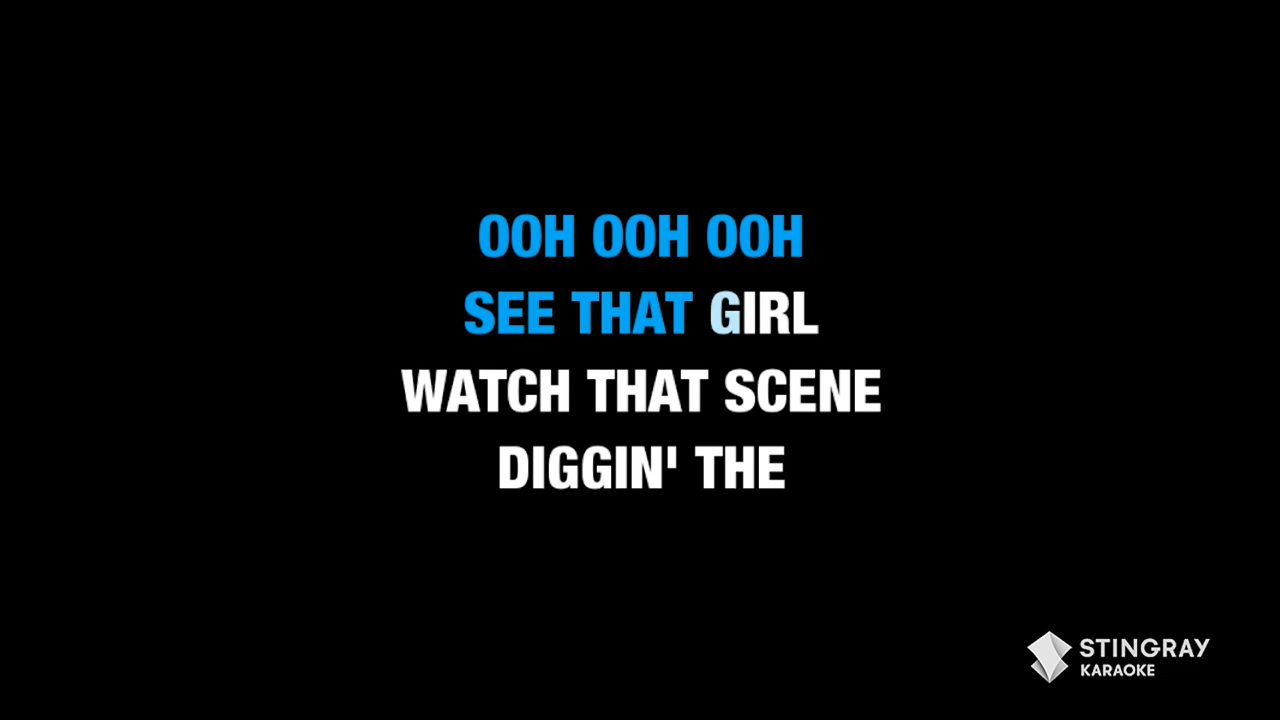 OOH OOH OOH
SEE THAT GIRL
WATCH THAT SCENE
DIGGIN' THE
STINGRAY
KARAOKE